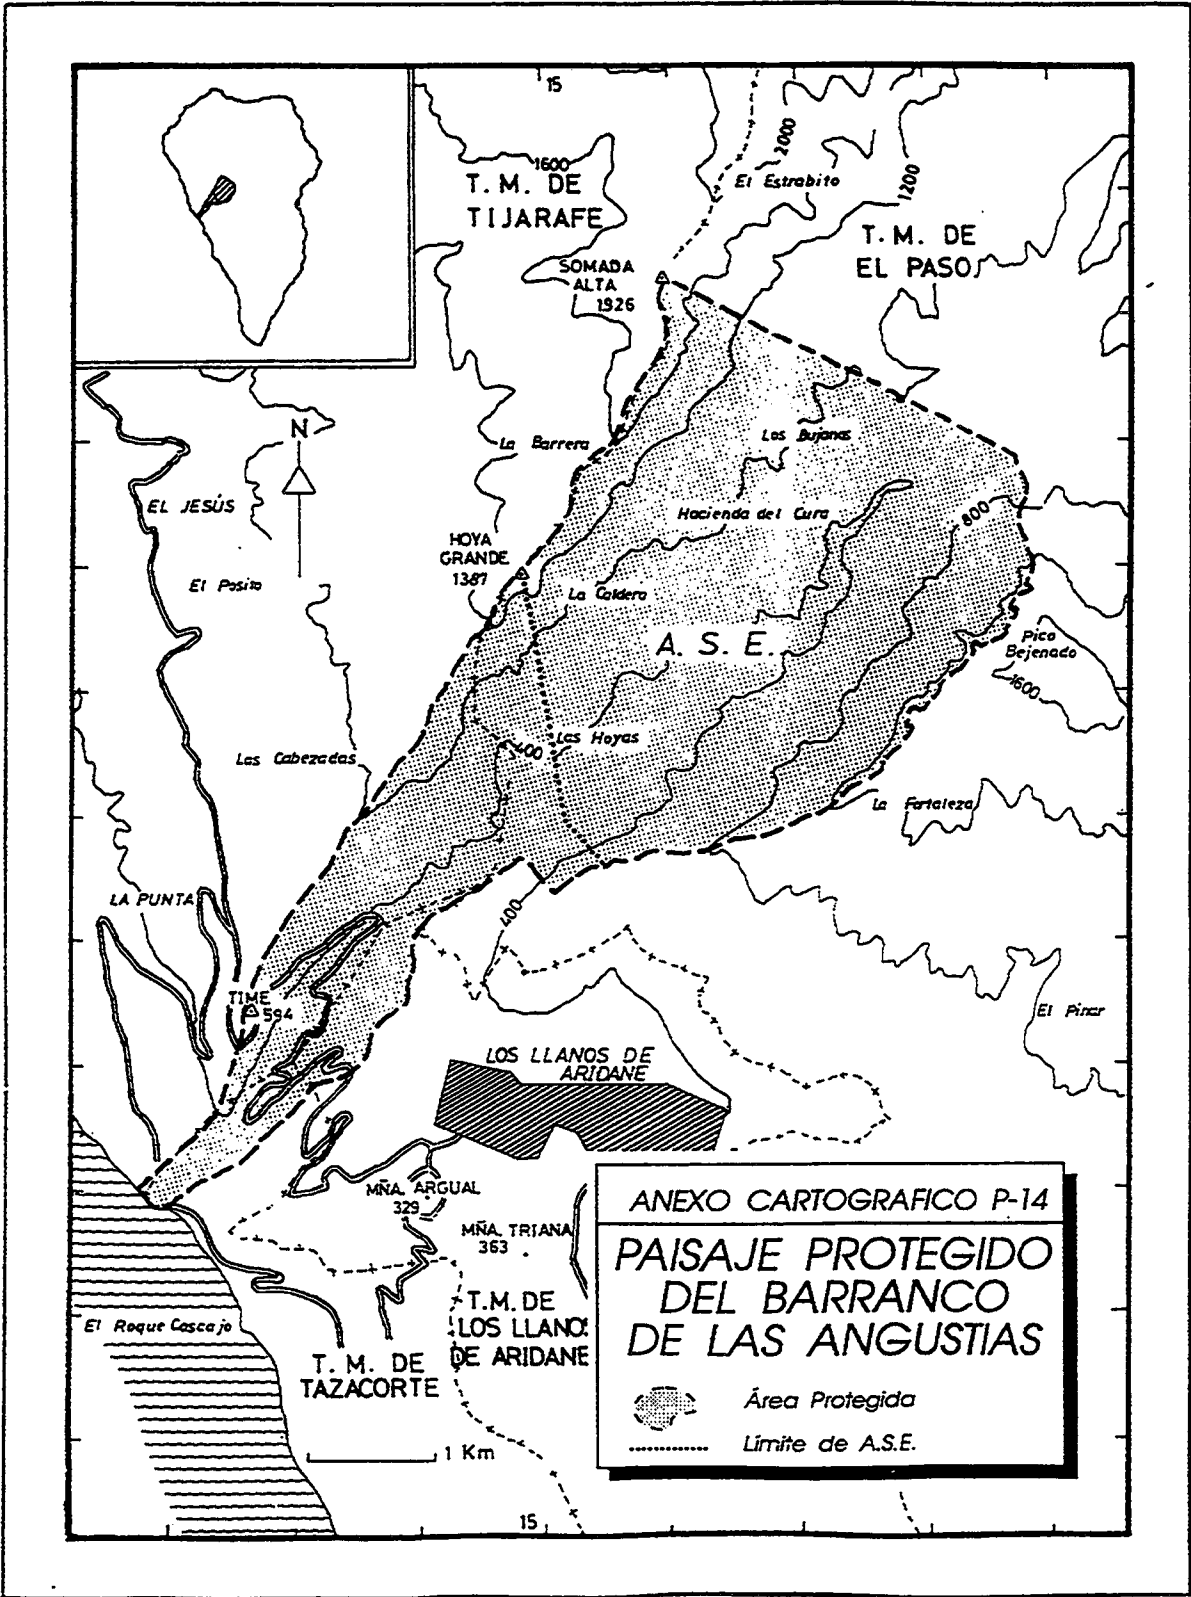 15
2000
1600
El Estrabito
T. M. DE
TIJARAFE
1200
T. M. DE
EL PASO
SOMADA
ALTA
1926
N
La Barrera
Los Bujonas
EL JESÚS
Hacienda del Cura
800
HOYA
GRANDE
1387
El Posito
La Caldera
A. S. E.
Pico
Bejenado
1600
Las Hoyas
400
Las Cabezadas
La Fortaleza
LA PUNTA
400
TIME
594
El Pinar
LOS LLANOS DE
ARIDANE
MÑA. ARGUAL
329
MÑA. TRIANA
363
El Roque Cascajo
T.M. DE
LOS LLANOS
DE ARIDANE
T. M. DE
TAZACORTE
1 Km
15
ANEXO CARTOGRAFICO P-14
PAISAJE PROTEGIDO
DEL BARRANCO
DE LAS ANGUSTIAS
Área Protegida
Límite de A.S.E.